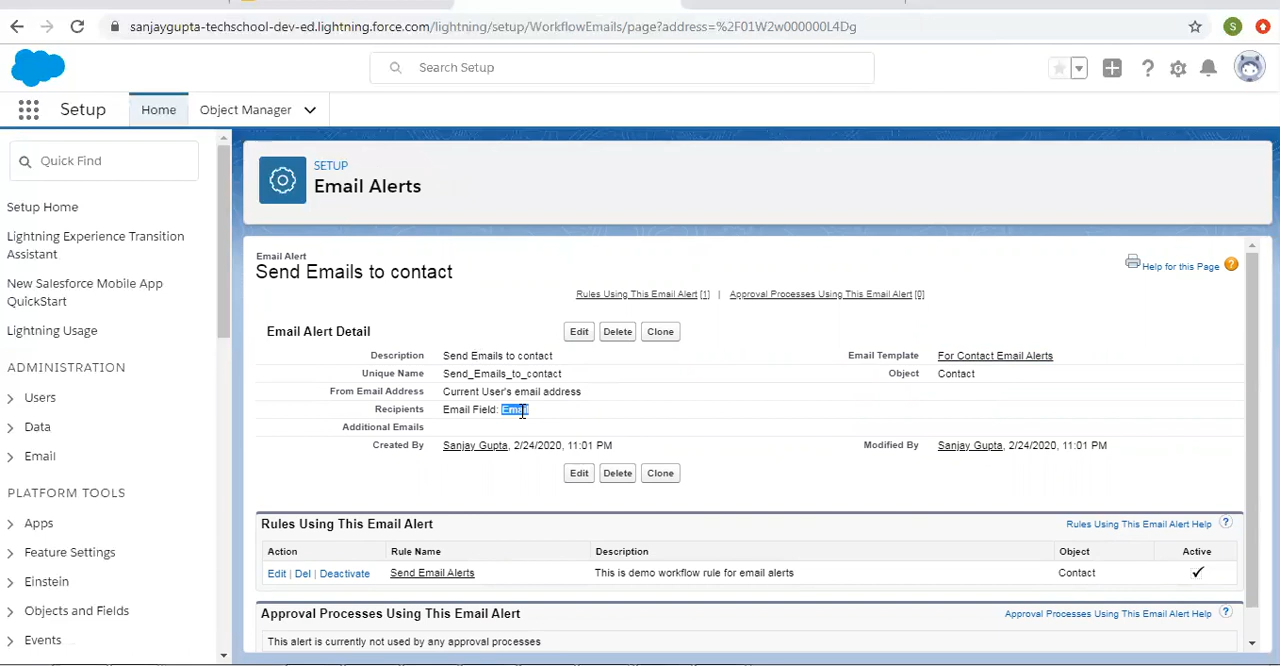 sanjaygupta-techschool-dev-ed.lightning.force.com/lightning/setup/WorkflowEmails/page?address=%2F01W2w000000L4Dg
S
Search Setup
Setup
Home
Object Manager
Quick Find
Setup Home
Lightning Experience Transition
Assistant
New Salesforce Mobile App
QuickStart
Lightning Usage
ADMINISTRATION
Users
Data
Email
PLATFORM TOOLS
Apps
Feature Settings
Einstein
Objects and Fields
Events
SETUP
Email Alerts
Email Alert
Send Emails to contact
Help for this Page ?
Rules Using This Email Alert [1] | Approval Processes Using This Email Alert [0]
Email Alert Detail
Edit Delete Clone
Description Send Emails to contact Email Template For Contact Email Alerts
Unique Name Send_Emails_to_contact Object Contact
From Email Address Current User's email address
Recipients Email Field: Email
Additional Emails
Created By Sanjay Gupta, 2/24/2020, 11:01 PM Modified By Sanjay Gupta, 2/24/2020, 11:01 PM
Edit Delete Clone
Rules Using This Email Alert Rules Using This Email Alert Help ?
Action Rule Name Description Object Active
Edit | Del | Deactivate Send Email Alerts This is demo workflow rule for email alerts Contact
Approval Processes Using This Email Alert Approval Processes Using This Email Alert Help ?
This alert is currently not used by any approval processes